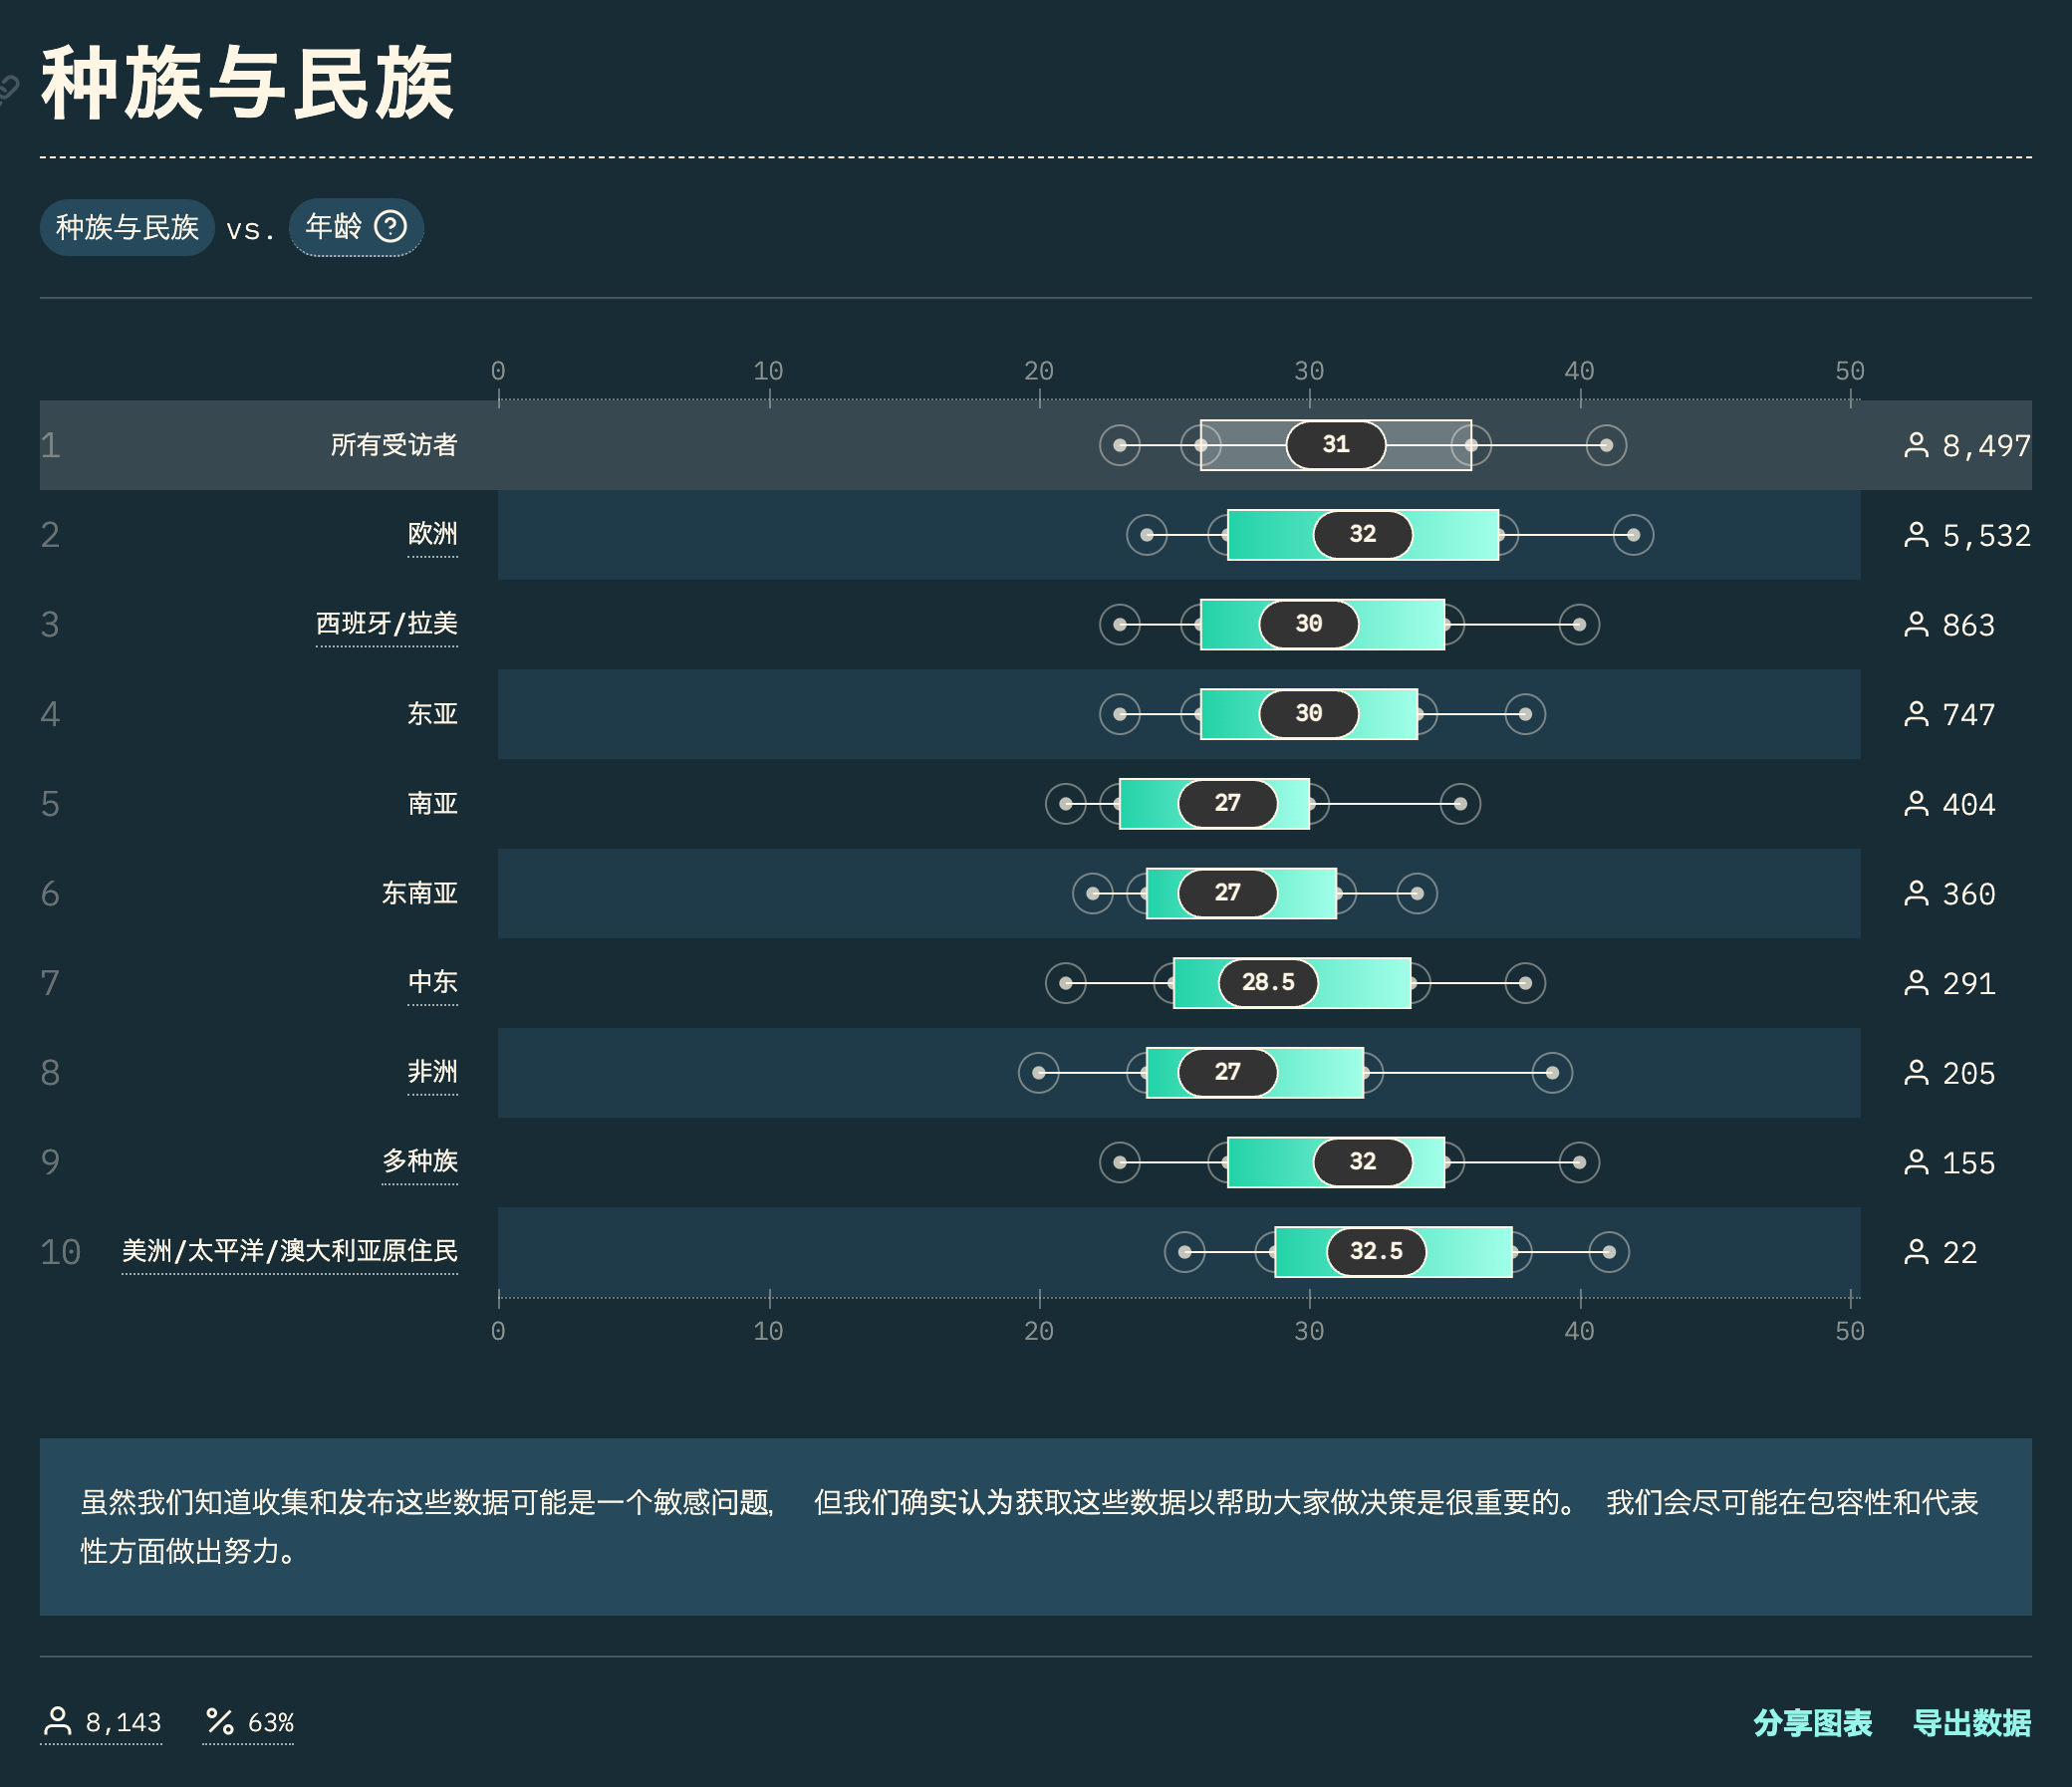 种族与民族
种族与民族 vs. 年龄
0 10 20 30 40 50
1 所有受访者 31 8,497
2 欧洲 32 5,532
3 西班牙/拉美 30 863
4 东亚 30 747
5 南亚 27 404
6 东南亚 27 360
7 中东 28.5 291
8 非洲 27 205
9 多种族 32 155
10 美洲/太平洋/澳大利亚原住民 32.5 22
0 10 20 30 40 50
虽然我们知道收集和发布这些数据可能是一个敏感问题, 但我们确实认为获取这些数据以帮助大家做决策是很重要的。 我们会尽可能在包容性和代表
性方面做出努力。
8,143 63% 分享图表 导出数据